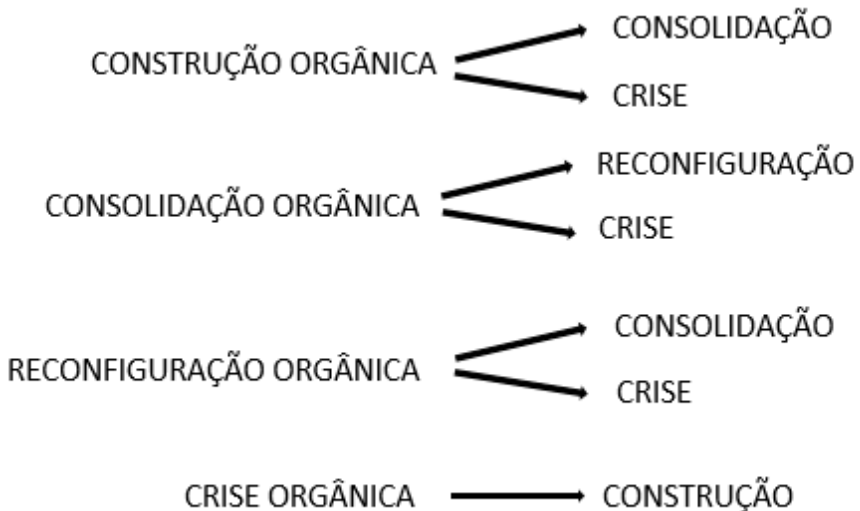 CONSOLIDAÇÃO
CONSTRUÇÃO ORGÂNICA
CRISE
RECONFIGURAÇÃO
CONSOLIDAÇÃO ORGÂNICA
CRISE
CONSOLIDAÇÃO
RECONFIGURAÇÃO ORGÂNICA
CRISE
CRISE ORGÂNICA CONSTRUÇÃO